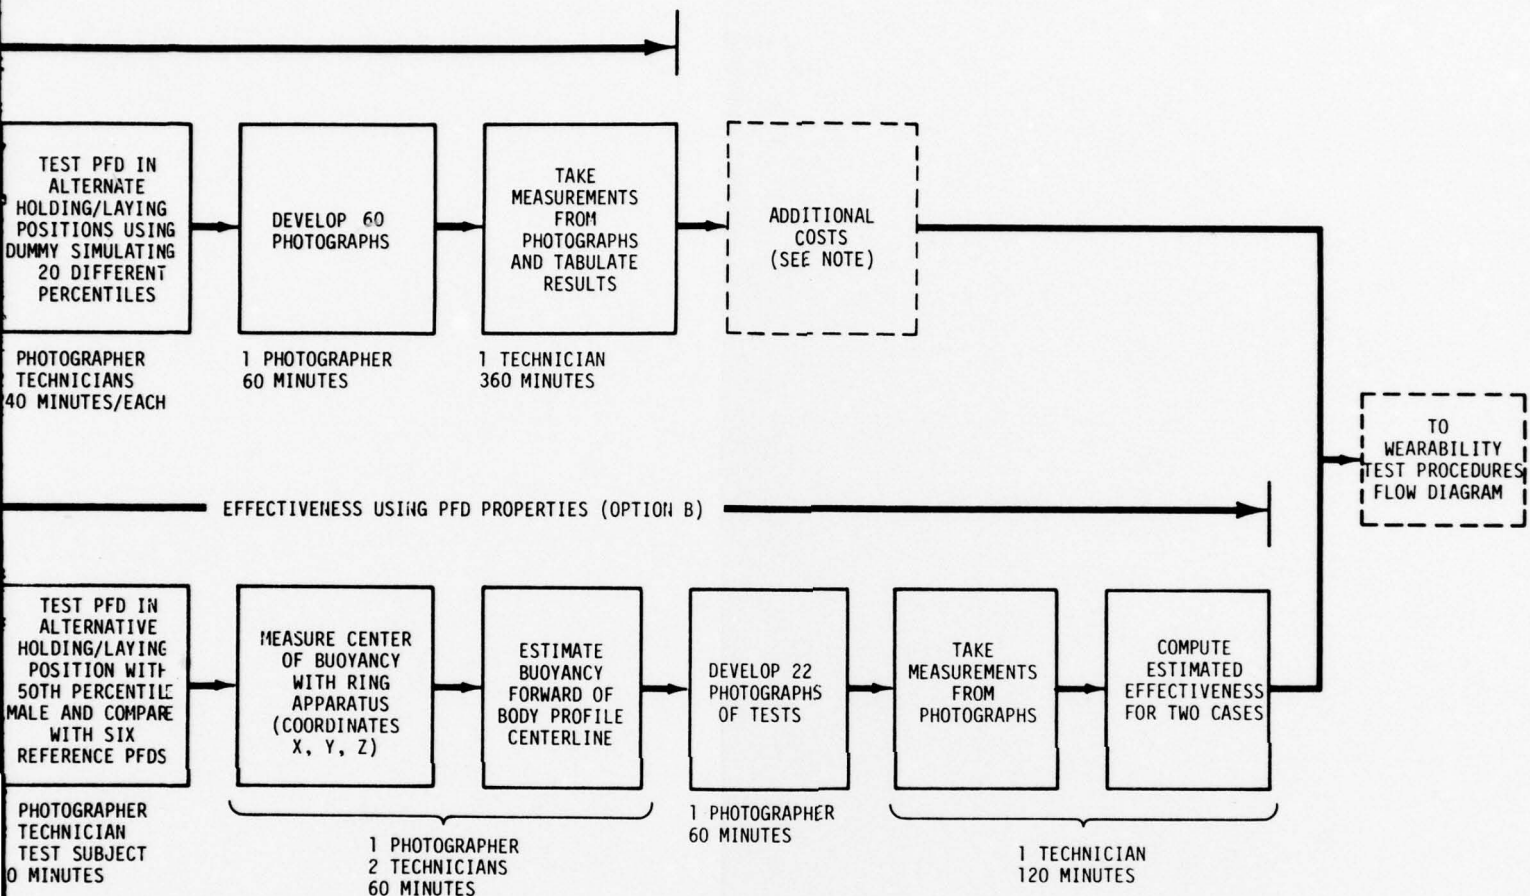 TEST PFD IN
ALTERNATE
HOLDING/LAYING
POSITIONS USING
DUMMY SIMULATING
20 DIFFERENT
PERCENTILES
PHOTOGRAPHER
TECHNICIANS
40 MINUTES/EACH
DEVELOP 60
PHOTOGRAPHS
1 PHOTOGRAPHER
60 MINUTES
TAKE
MEASUREMENTS
FROM
PHOTOGRAPHS
AND TABULATE
RESULTS
1 TECHNICIAN
360 MINUTES
ADDITIONAL
COSTS
(SEE NOTE)
TO
WEARABILITY
TEST PROCEDURES
FLOW DIAGRAM
EFFECTIVENESS USING PFD PROPERTIES (OPTION B)
TEST PFD IN
ALTERNATIVE
HOLDING/LAYING
POSITION WITH
50TH PERCENTILE
MALE AND COMPARE
WITH SIX
REFERENCE PFDS
PHOTOGRAPHER
TECHNICIAN
TEST SUBJECT
0 MINUTES
MEASURE CENTER
OF BUOYANCY
WITH RING
APPARATUS
(COORDINATES
X, Y, Z)
ESTIMATE
BUOYANCY
FORWARD OF
BODY PROFILE
CENTERLINE
1 PHOTOGRAPHER
2 TECHNICIANS
60 MINUTES
DEVELOP 22
PHOTOGRAPHS
OF TESTS
1 PHOTOGRAPHER
60 MINUTES
TAKE
MEASUREMENTS
FROM
PHOTOGRAPHS
COMPUTE
ESTIMATED
EFFECTIVENESS
FOR TWO CASES
1 TECHNICIAN
120 MINUTES